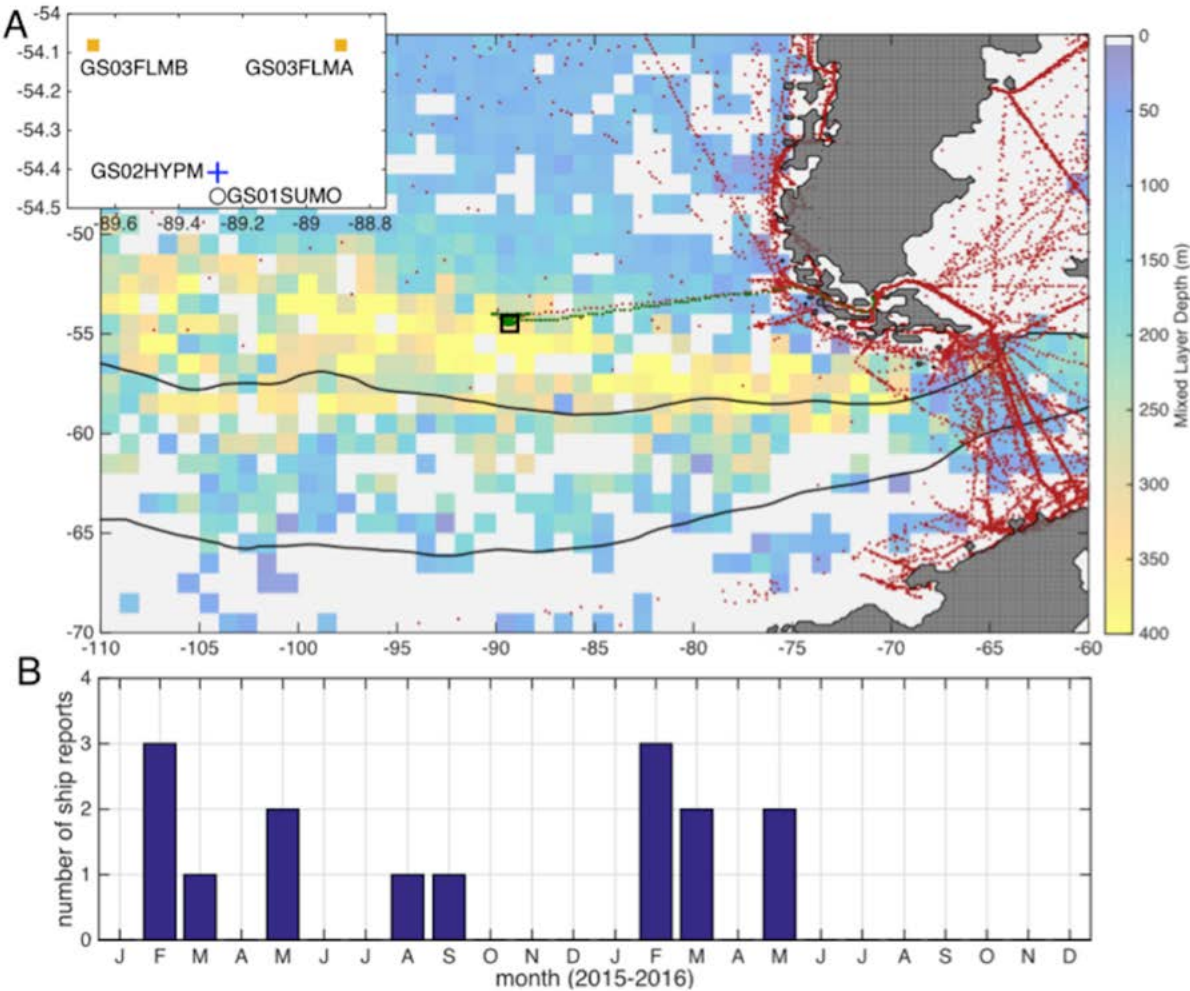 A
-54
-54.1
GS03FLMB GS03FLMA
-54.2
-54.3
GS02HYPM
-54.4
GS01SUMO
-54.5
-89.6 -89.4 -89.2 -89 -88.8
-50
-55
-60
-65
-70
-110 -105 -100 -95 -90 -85 -80 -75 -70 -65 -60
0
50
100
150
200
250
300
350
400
Mixed Layer Depth (m)
B
4
3
2
1
0
number of ship reports
J F M A M J J A S O N D J F M A M J J A S O N D
month (2015-2016)